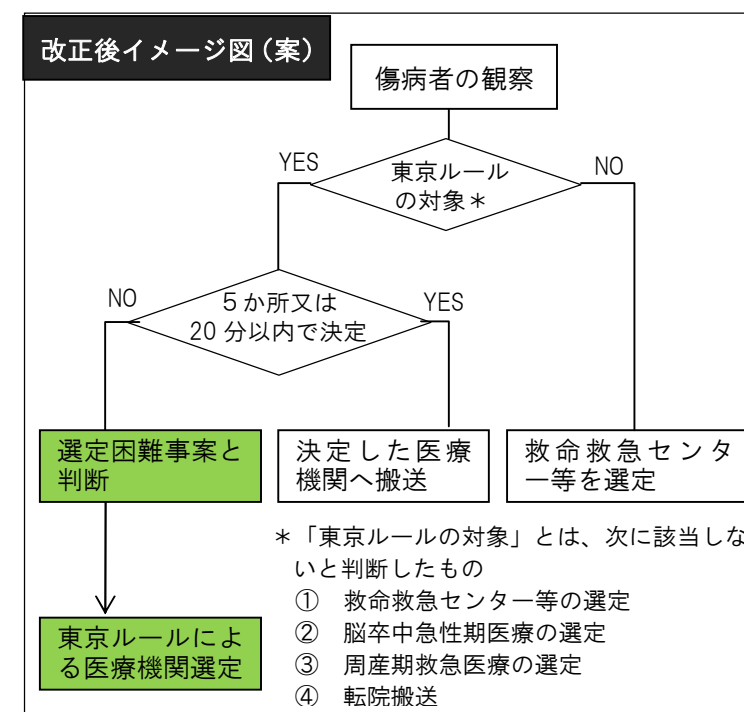 改正後イメージ図（案）
傷病者の観察
YES
東京ルール
の対象＊
NO
NO
５か所又は
20分以内で決定
YES
選定困難事案と
判断
決定した医療
機関へ搬送
救命救急センタ
ー等を選定
＊「東京ルールの対象」とは、次に該当しな
いと判断したもの
①　救命救急センター等の選定
②　脳卒中急性期医療の選定
③　周産期救急医療の選定
④　転院搬送
東京ルールによ
る医療機関選定